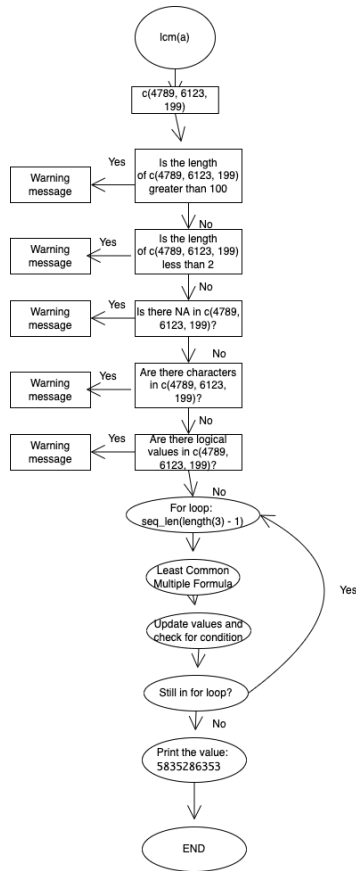 lcm(a)
c(4789, 6123,
199)
Yes
Is the length
of c(4789, 6123, 199)
greater than 100
Warning
message
No
Yes
Is the length
of c(4789, 6123, 199)
less than 2
Warning
message
No
Yes
Is there NA in c(4789,
6123, 199)?
Warning
message
No
Yes
Are there characters
in c(4789, 6123,
199)?
Warning
message
No
Yes
Are there logical
values in c(4789,
6123, 199)?
Warning
message
No
For loop:
seq_len(length(3) - 1)
Least Common
Multiple Formula
Yes
Update values and
check for condition
Still in for loop?
No
Print the value:
5835286353
END